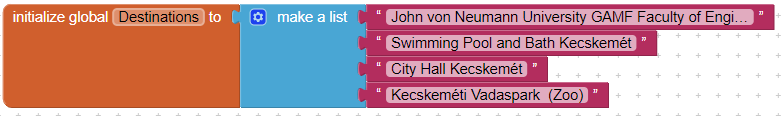 initialize global Destinations to make a list " John von Neumann University GAMF Faculty of Engi... "
" Swimming Pool and Bath Kecskemét "
" City Hall Kecskemét "
" Kecskeméti Vadaspark (Zoo) "